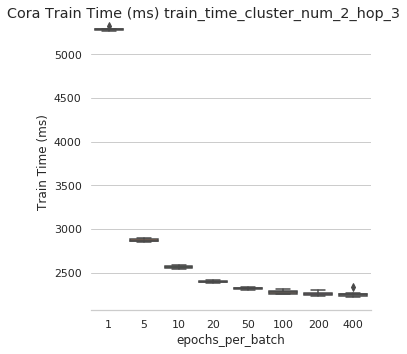 Cora Train Time (ms) train_time_cluster_num_2_hop_3
Train Time (ms)
5000
4500
4000
3500
3000
2500
1 5 10 20 50 100 200 400
epochs_per_batch